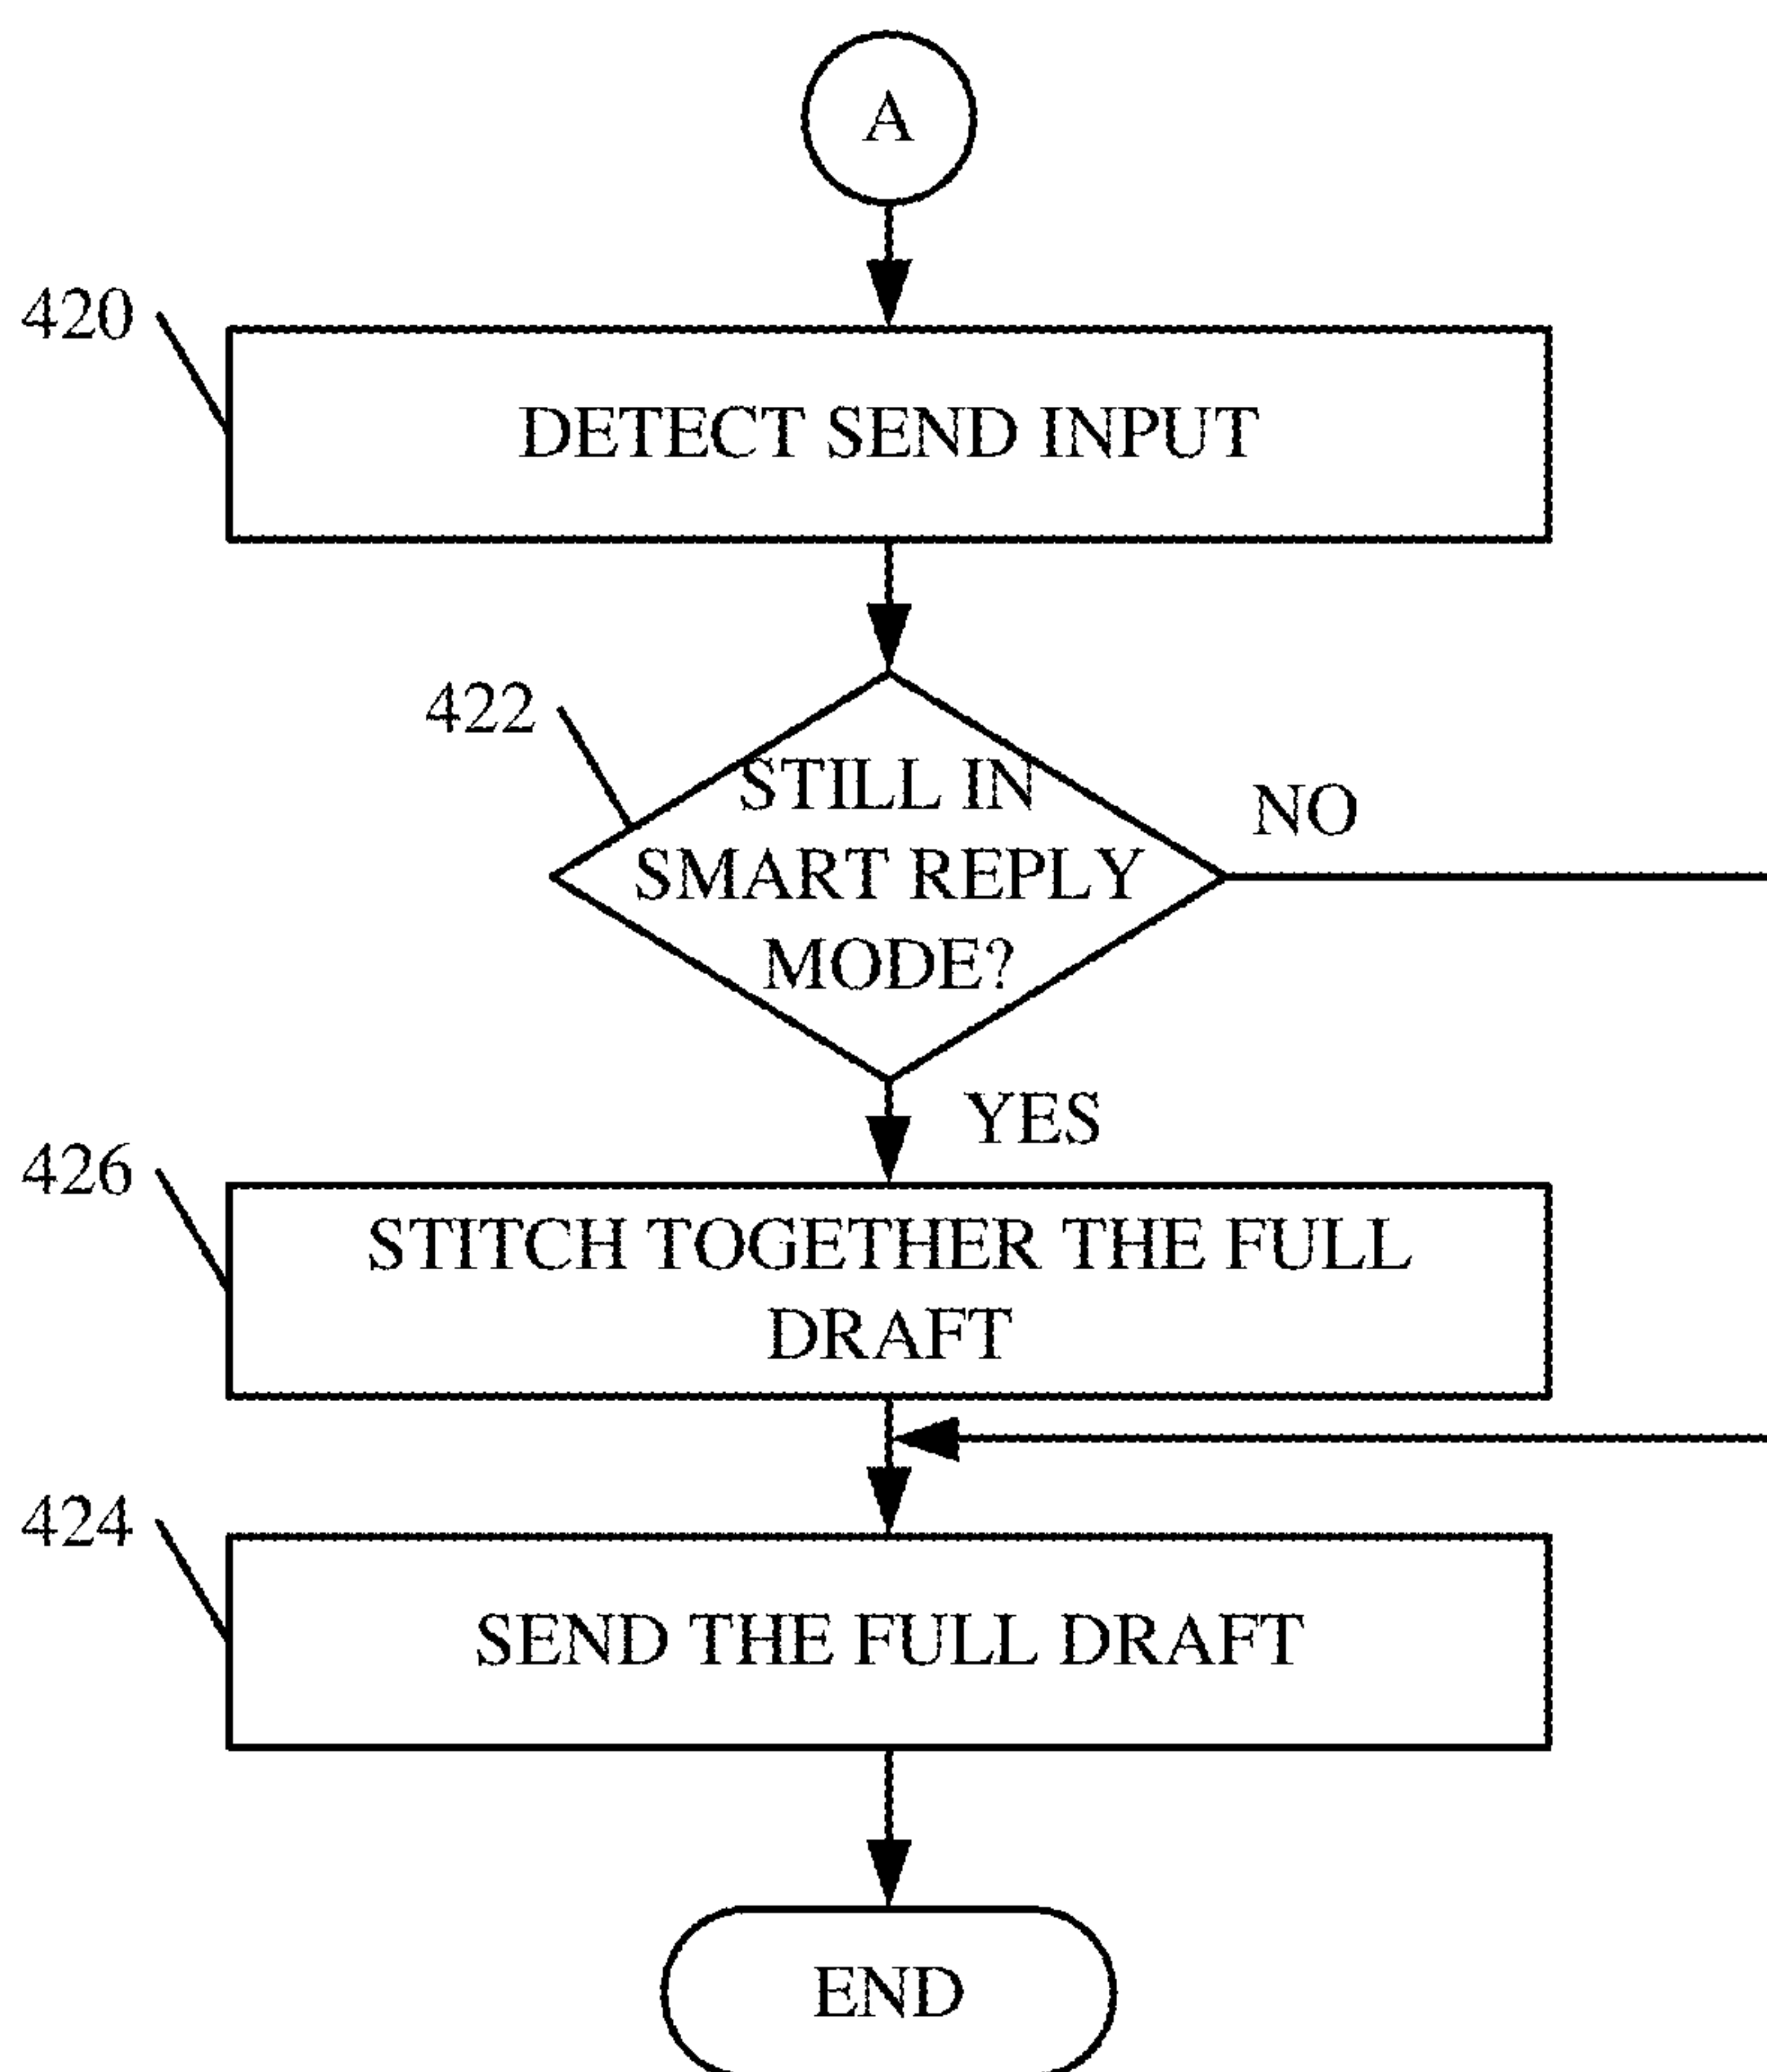 A
420
DETECT SEND INPUT
422
STILL IN
SMART REPLY
MODE?
NO
YES
426
STITCH TOGETHER THE FULL
DRAFT
424
SEND THE FULL DRAFT
END